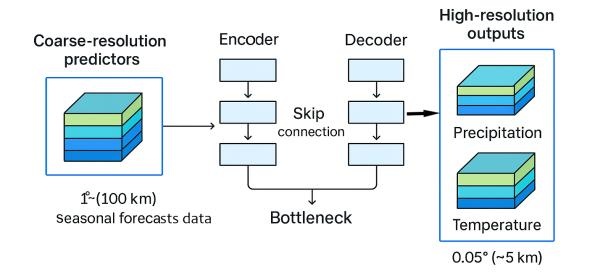 Coarse-resolution
predictors
1°~(100 km)
seasonal forecasts data
Encoder
Decoder
Skip
connection
Bottleneck
High-resolution
outputs
Precipitation
Temperature
0.05° (~5 km)